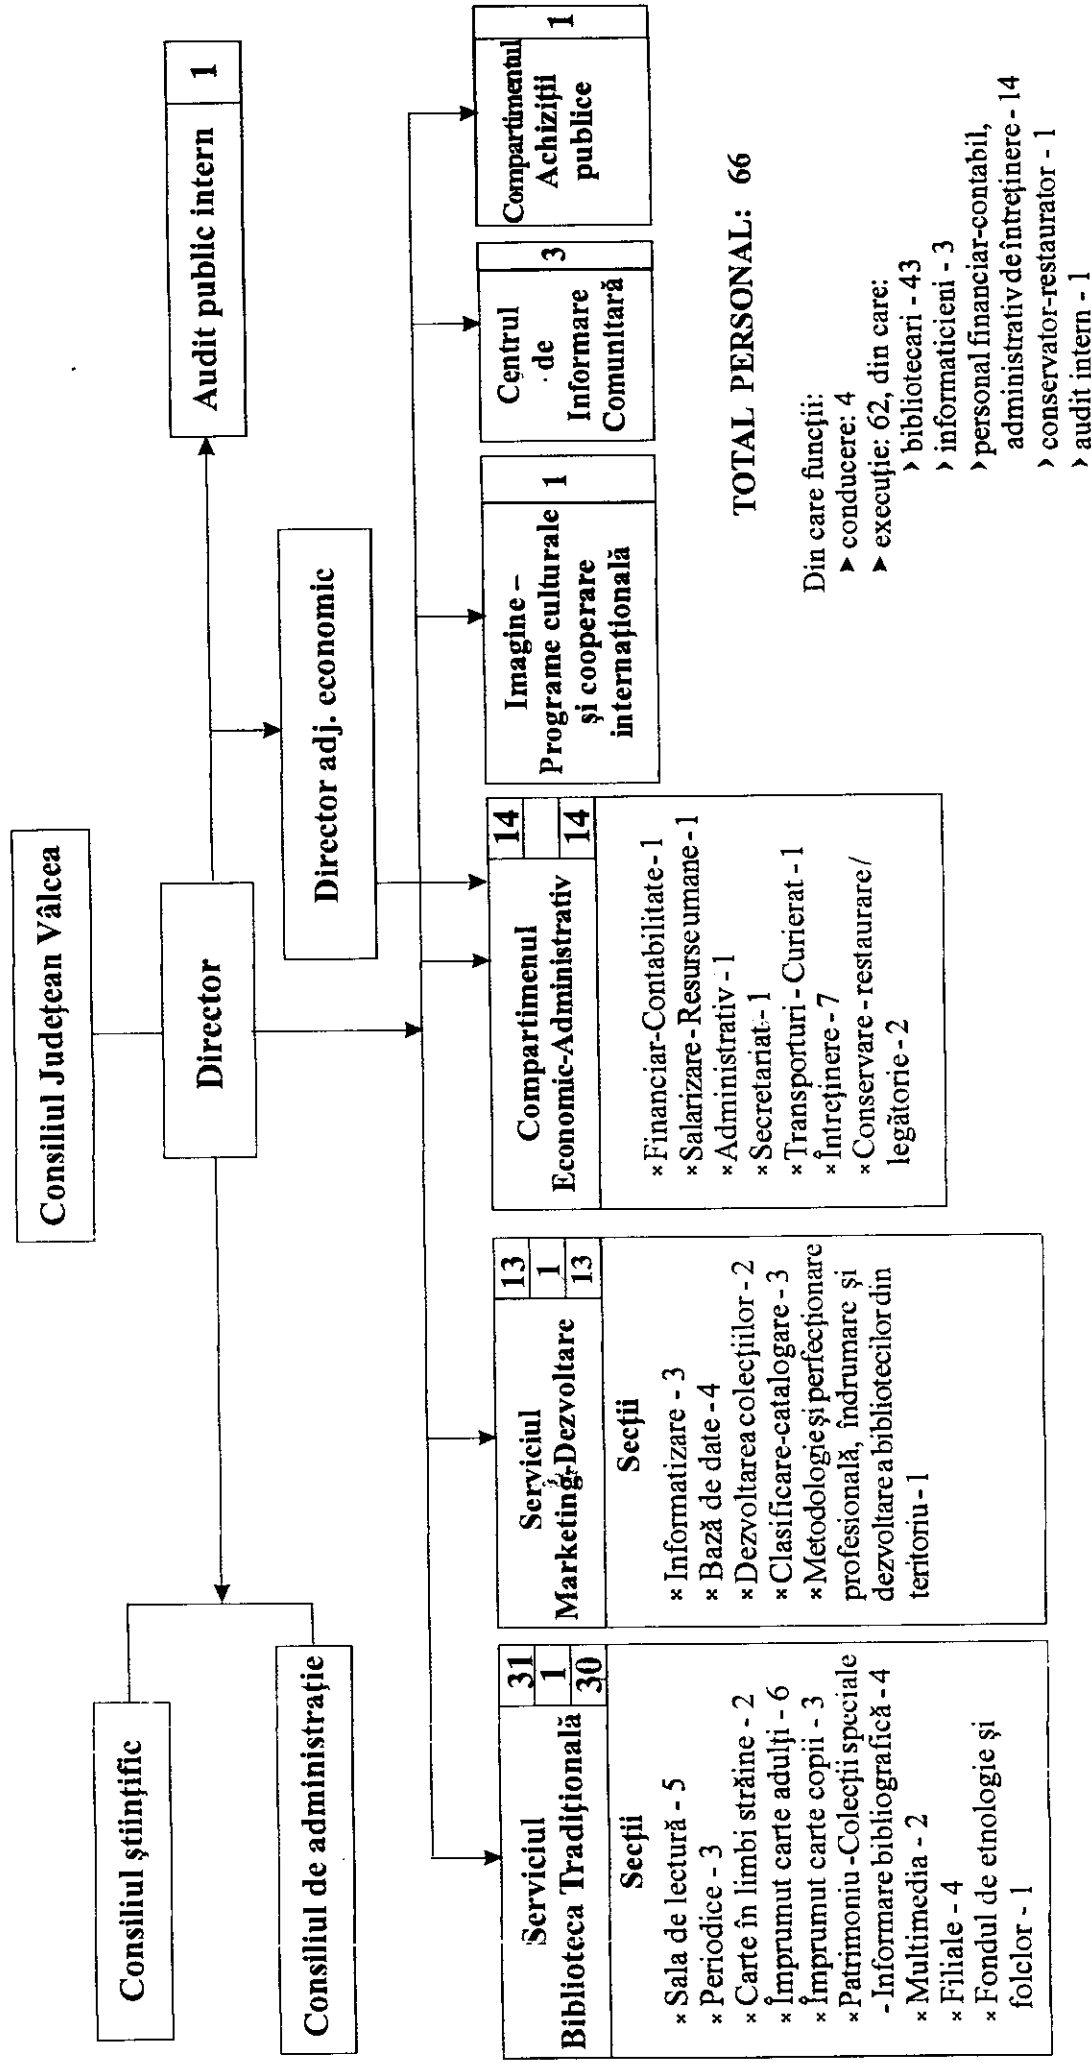 Consiliul Județean Vâlcea
Director
Consiliul științific
Consiliul de administrație
Audit public intern
1
Director adj. economic
Serviciul
Biblioteca Tradițională
31
1
30
Secții
× Sala de lectură - 5
× Periodice - 3
× Carte în limbi străine - 2
× Împrumut carte adulți - 6
× Împrumut carte copii - 3
× Patrimoniu -Colecții speciale
- Informare bibliografică - 4
× Multimedia - 2
× Filiale - 4
× Fondul de etnologie și
folclor - 1
Serviciul
Marketing-Dezvoltare
13
1
13
Secții
× Informatizare - 3
× Bază de date - 4
× Dezvoltarea colecțiilor - 2
× Clasificare-catalogare - 3
× Metodologie și perfecționare
profesională, îndrumare și
dezvoltare a bibliotecilor din
teritoriu - 1
Compartimenul
Economic-Administrativ
14
14
× Financiar-Contabilitate - 1
× Salarizare - Resurse umane - 1
× Administrativ - 1
× Secretariat - 1
× Transporturi - Curierat - 1
× Întreținere - 7
× Conservare - restaurare /
legãtorie - 2
Imagine –
Programe culturale
și cooperare
internațională
1
Centrul
de
Informare
Comunitară
3
Compartimentul
Achiziții
publice
1
TOTAL PERSONAL: 66
Din care funcții:
➤ conducere: 4
➤ execuție: 62, din care:
› bibliotecari - 43
› informaticieni - 3
› personal financiar-contabil,
administrativ de întreținere - 14
› conservator-restaurator - 1
› audit intern - 1